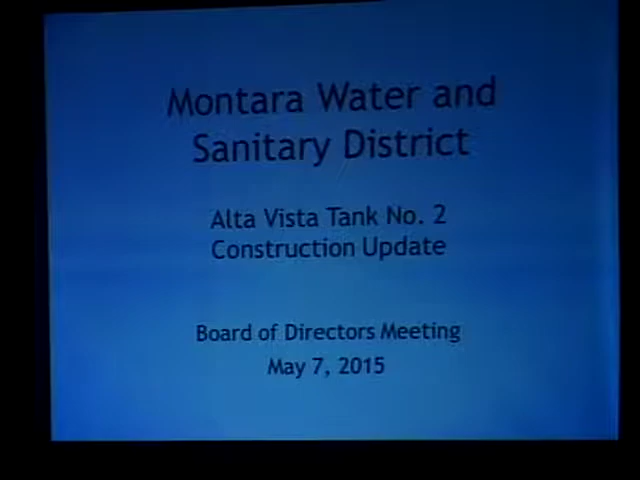 Montara Water and
Sanitary District
Alta Vista Tank No. 2
Construction Update
Board of Directors Meeting
May 7, 2015